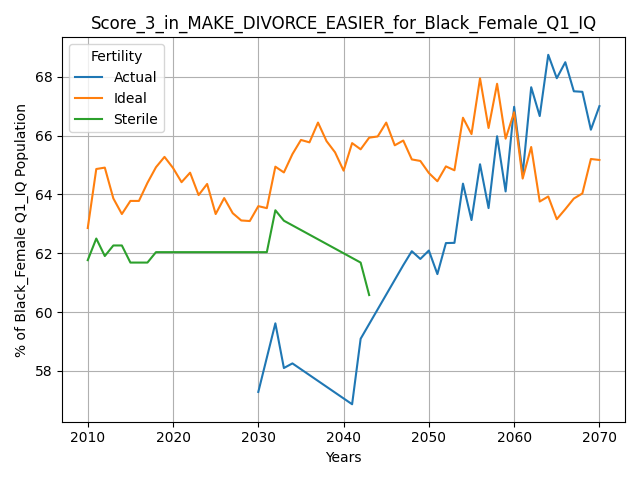 Score_3_in_MAKE_DIVORCE_EASIER_for_Black_Female_Q1_IQ
Fertility
Actual
Ideal
Sterile
% of Black_Female Q1_IQ Population
68
66
64
62
60
58
2010 2020 2030 2040 2050 2060 2070
Years